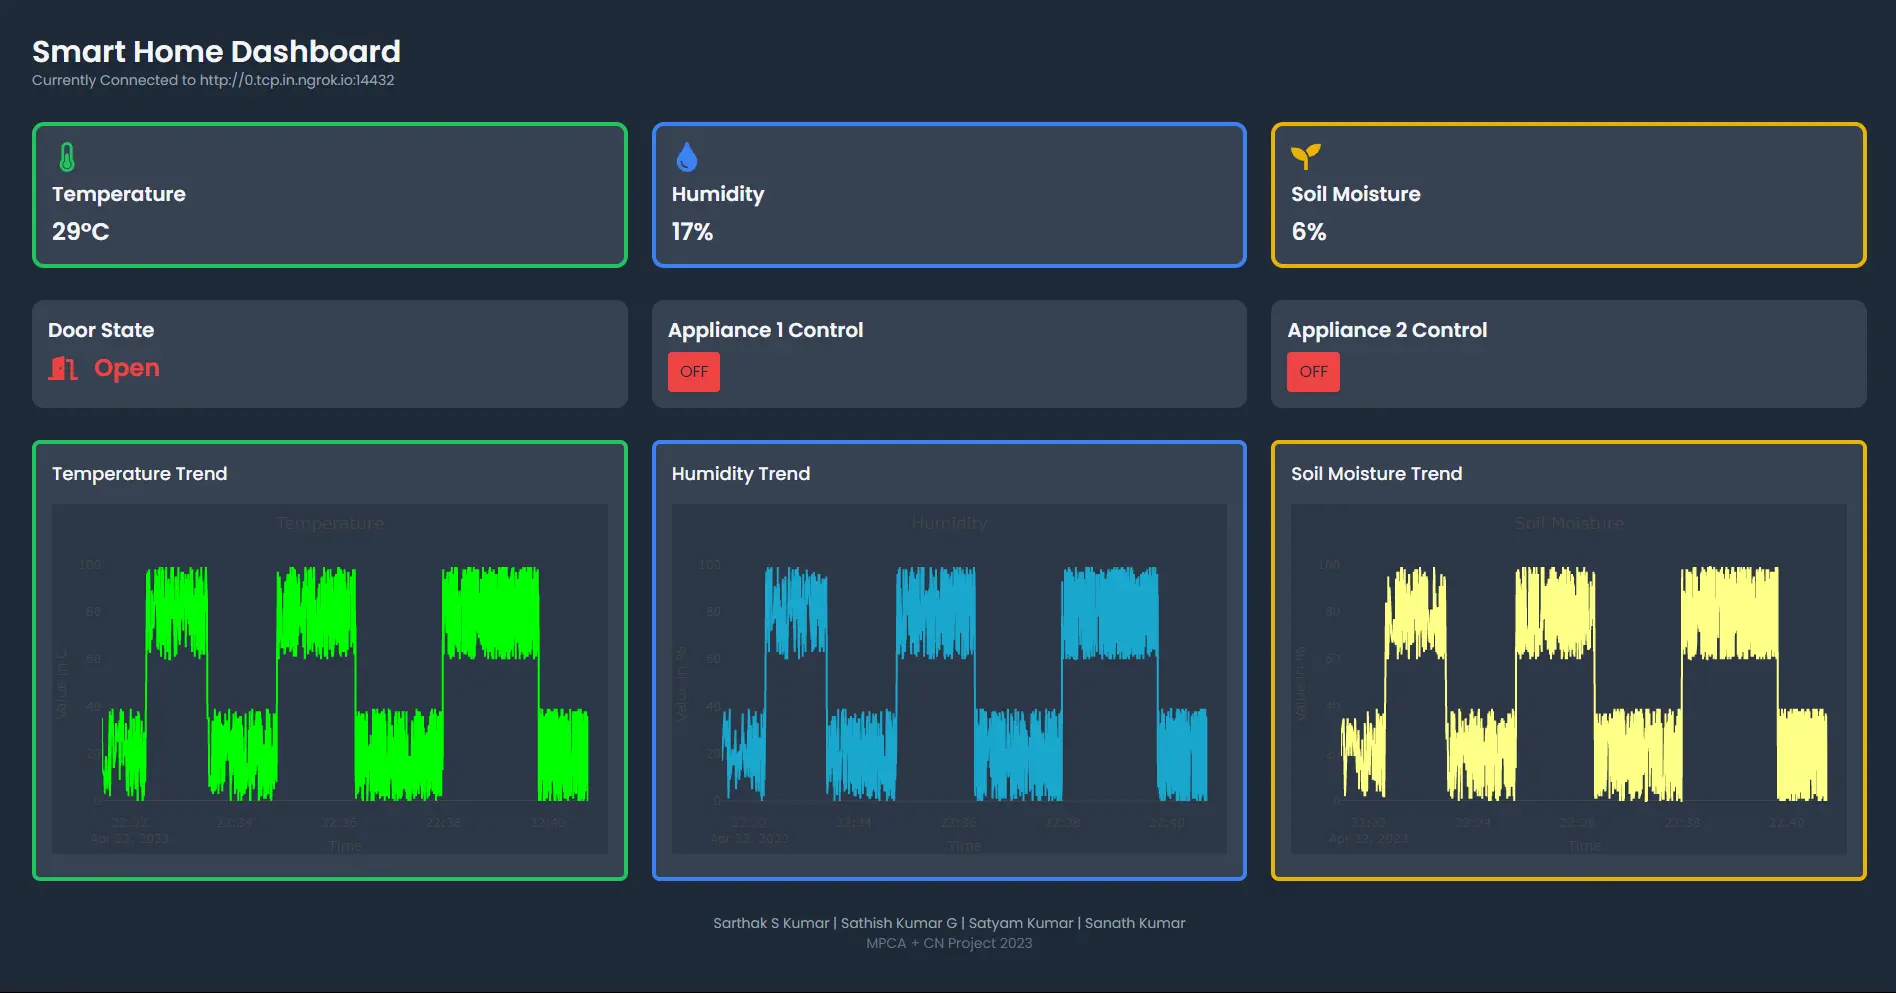 Smart Home Dashboard
Currently Connected to http://0.tcp.in.ngrok.io:14432
Temperature
29°C
Humidity
17%
Soil Moisture
6%
Door State
Open
Appliance 1 Control
OFF
Appliance 2 Control
OFF
Temperature Trend
Temperature
100
80
60
40
20
0
Value in C
22:32
22:34
22:36
22:38
22:40
Apr 22, 2023
Time
Humidity Trend
Humidity
100
80
60
40
20
0
Value in %
22:32
22:34
22:36
22:38
22:40
Apr 22, 2023
Time
Soil Moisture Trend
Soil Moisture
100
80
60
40
20
0
Value in %
22:32
22:34
22:36
22:38
22:40
Apr 22, 2023
Time
Sarthak S Kumar | Sathish Kumar G | Satyam Kumar | Sanath Kumar
MPCA + CN Project 2023